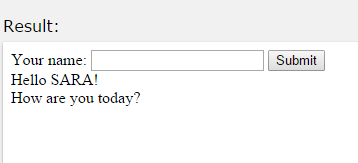 Result:
Your name: Submit
Hello SARA!
How are you today?